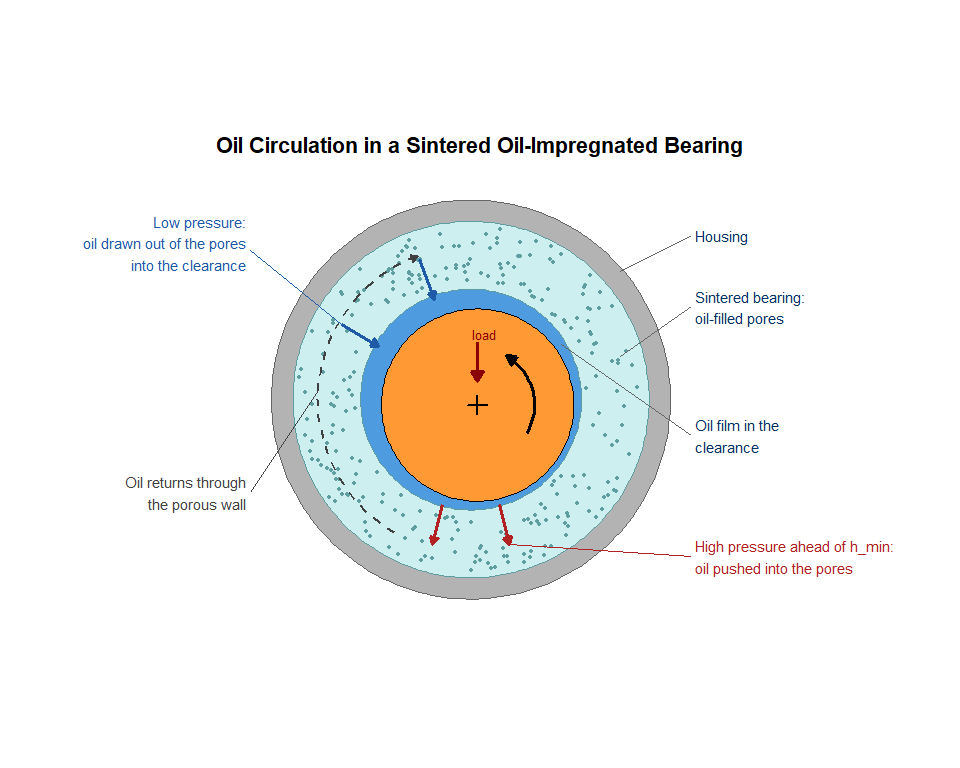 Oil Circulation in a Sintered Oil-Impregnated Bearing
Low pressure:
oil drawn out of the pores
into the clearance
Housing
Sintered bearing:
oil-filled pores
load
Oil film in the
clearance
Oil returns through
the porous wall
High pressure ahead of h_min:
oil pushed into the pores